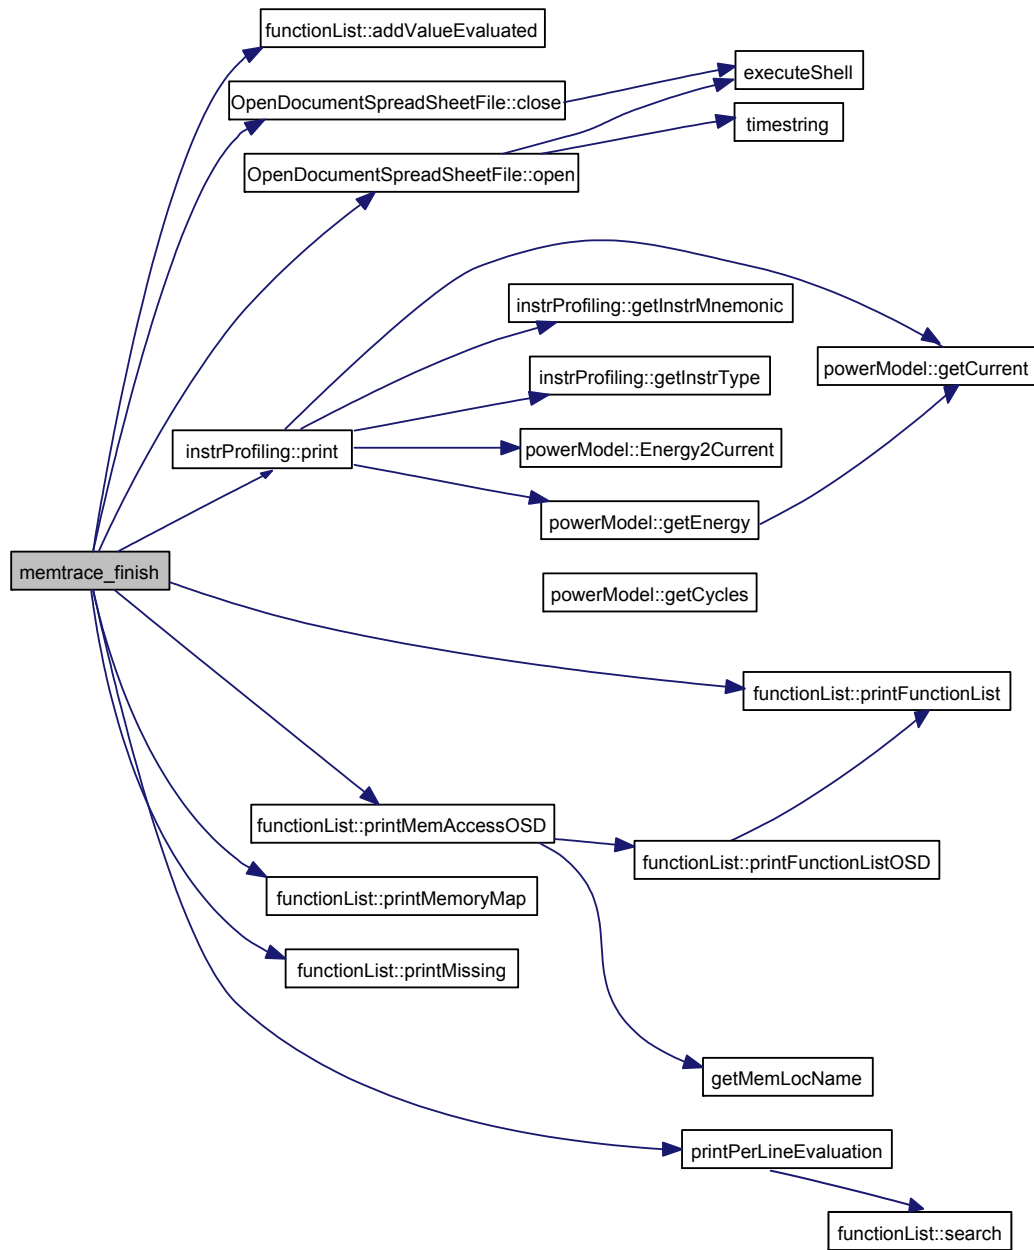 functionList::addValueEvaluated
executeShell
OpenDocumentSpreadSheetFile::close
timestring
OpenDocumentSpreadSheetFile::open
instrProfiling::getInstrMnemonic
powerModel::getCurrent
instrProfiling::getInstrType
instrProfiling::print
powerModel::Energy2Current
powerModel::getEnergy
memtrace_finish
powerModel::getCycles
functionList::printFunctionList
functionList::printMemAccessOSD
functionList::printFunctionListOSD
functionList::printMemoryMap
functionList::printMissing
getMemLocName
printPerLineEvaluation
functionList::search